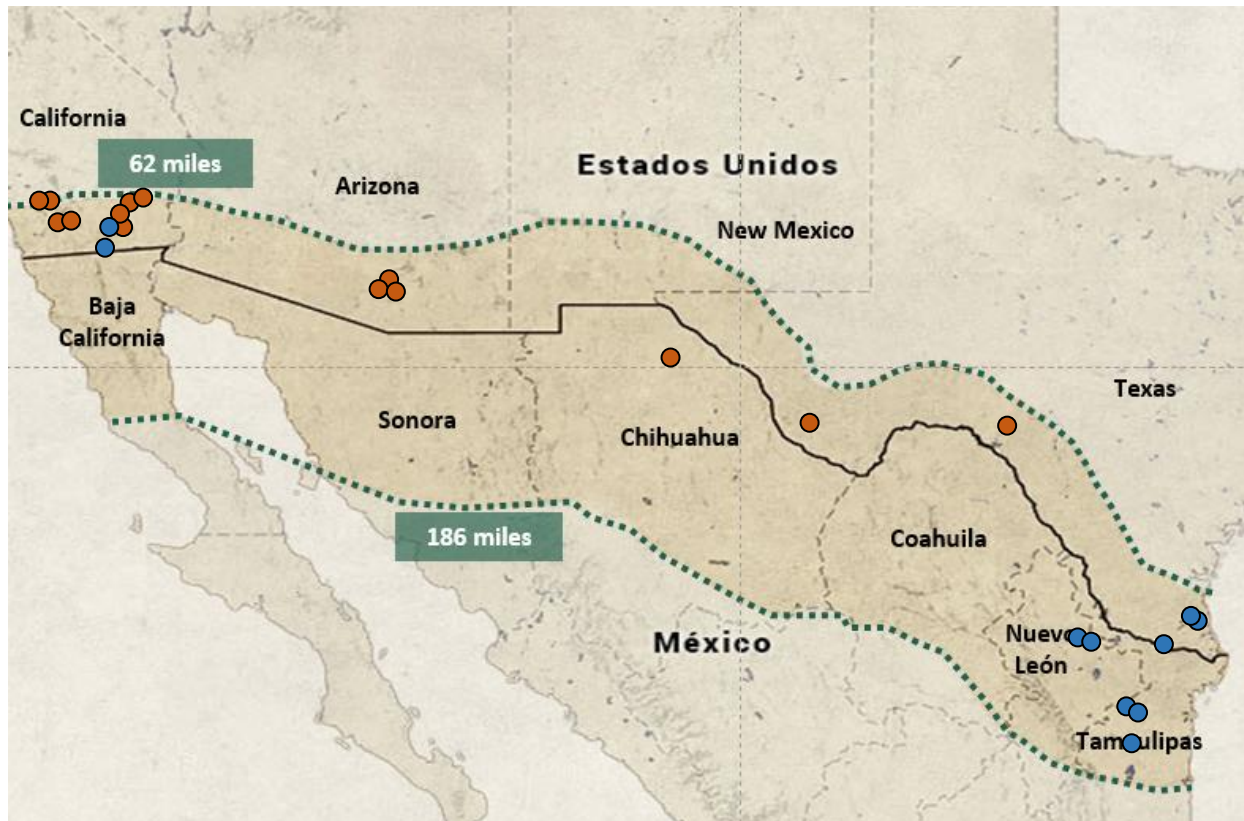 California
62 miles
Arizona
Estados Unidos
New Mexico
Baja
California
Sonora
Chihuahua
Texas
186 miles
Coahuila
México
Nuevo
León
Tamaulipas